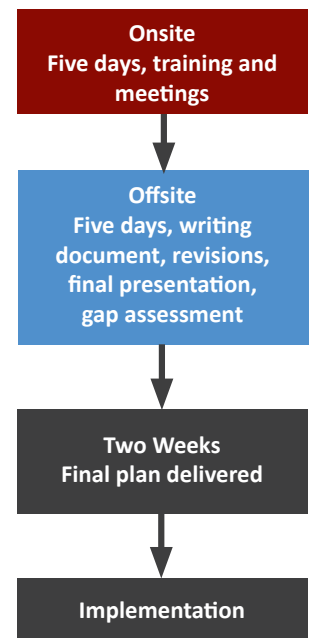 Onsite
Five days, training and
meetings
Offsite
Five days, writing
document, revisions,
final presentation,
gap assessment
Two Weeks
Final plan delivered
Implementation